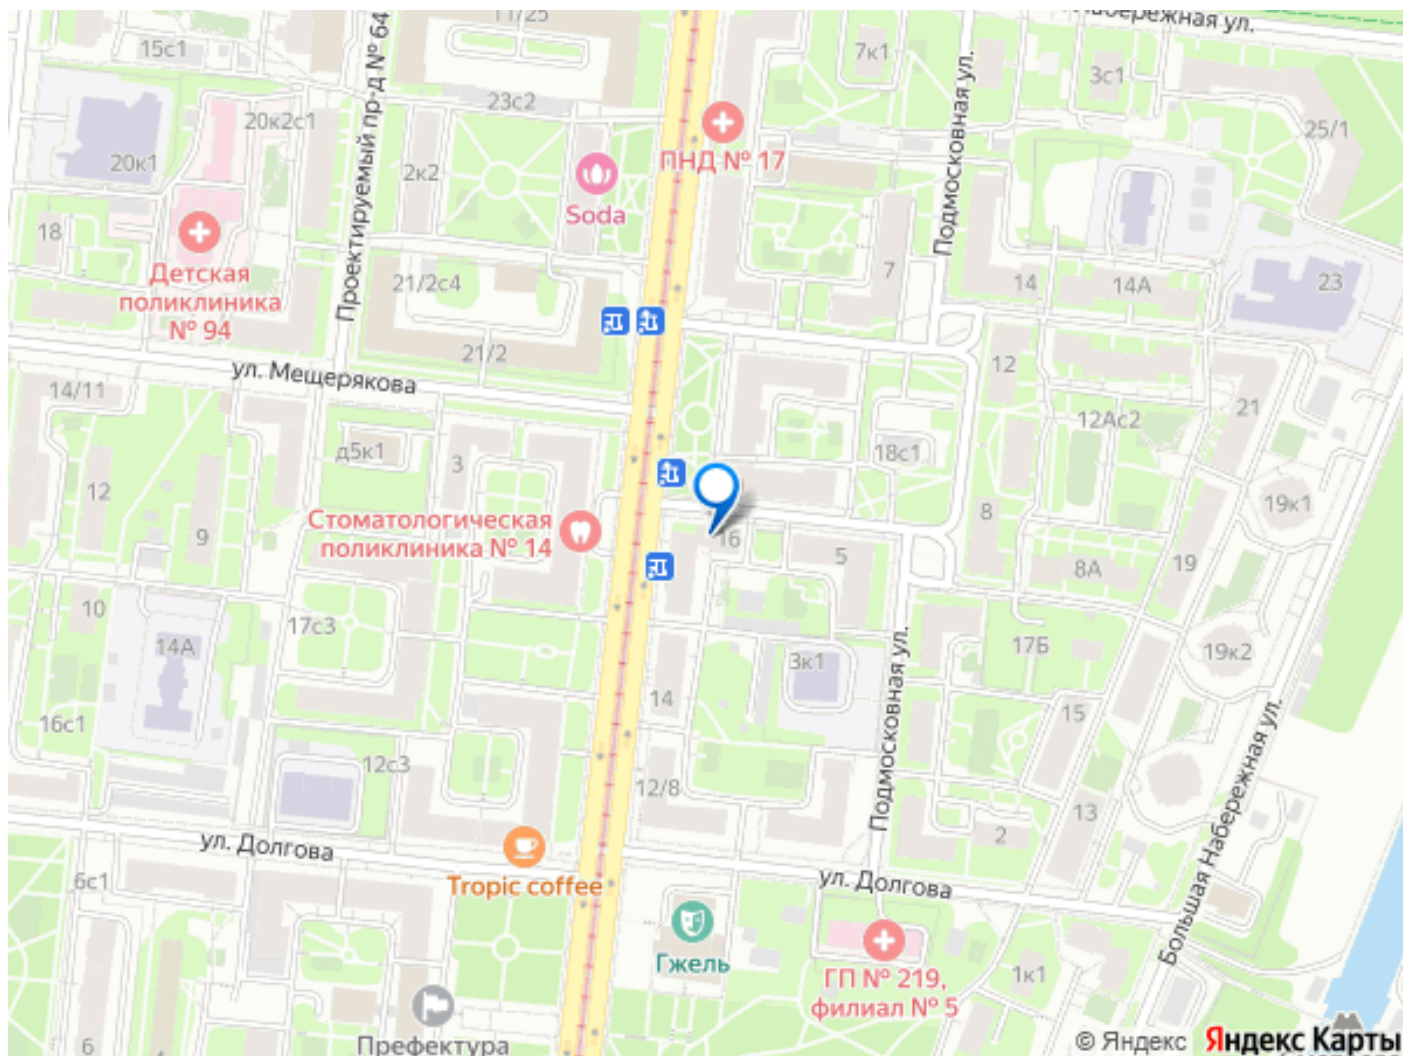 11/25
Набережная ул.
15с1
7к1
3с1
23с2
20к2с1
25/1
20к1
ПНД № 17
2к2
Проектируемый пр-д № 64
Подмосковная ул.
Soda
18
Детская
поликлиника
№ 94
21/2с4
7
14
14А
23
21/2
ул. Мещерякова
12
14/11
21
12Ас2
д5к1
3
18с1
12
19к1
8
Стоматологическая
поликлиника № 14
9
16
5
19
8А
10
17с3
14А
17Б
19к2
3к1
Подмосковная ул.
14
16с1
15
Большая Набережная ул.
12с3
12/8
13
2
ул. Долгова
Tropic coffee
6с1
ул. Долгова
Гжель
ГП № 219,
филиал № 5
1к1
6
Префектура
© Яндекс Яндекс Карты